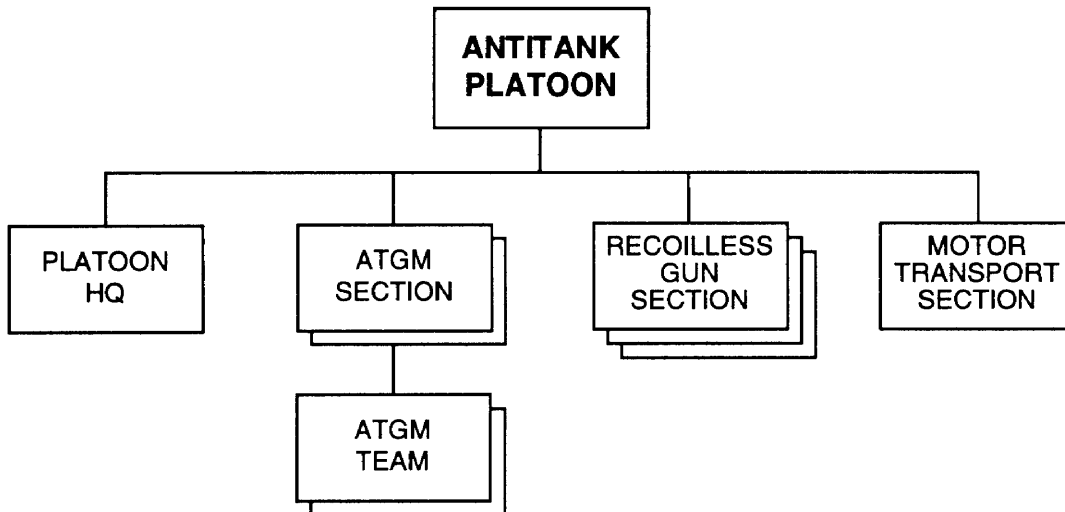 ANTITANK
PLATOON
PLATOON
HQ
ATGM
SECTION
RECOILLESS
GUN
SECTION
MOTOR
TRANSPORT
SECTION
ATGM
TEAM